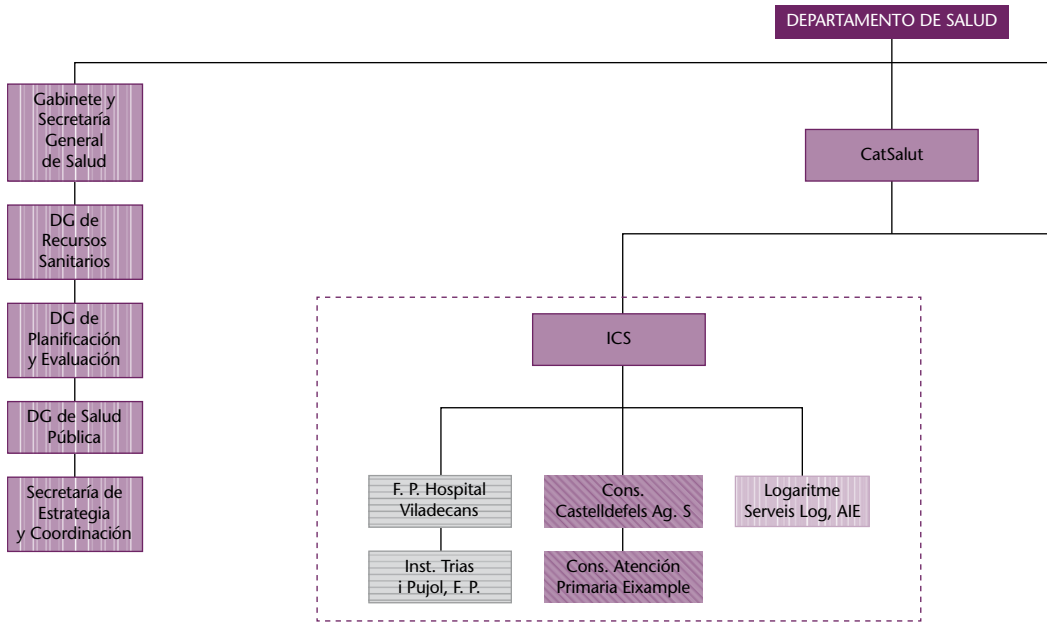 DEPARTAMENTO DE SALUD
Gabinete y
Secretaría
General
de Salud
DG de
Recursos
Sanitarios
DG de
Planificación
y Evaluación
DG de Salud
Pública
Secretaría de
Estrategia
y Coordinación
CatSalut
ICS
F. P. Hospital
Viladecans
Inst. Trias
i Pujol, F. P.
Cons.
Castelldefels Ag. S
Cons. Atención
Primaria Eixample
Logaritme
Serveis Log, AIE